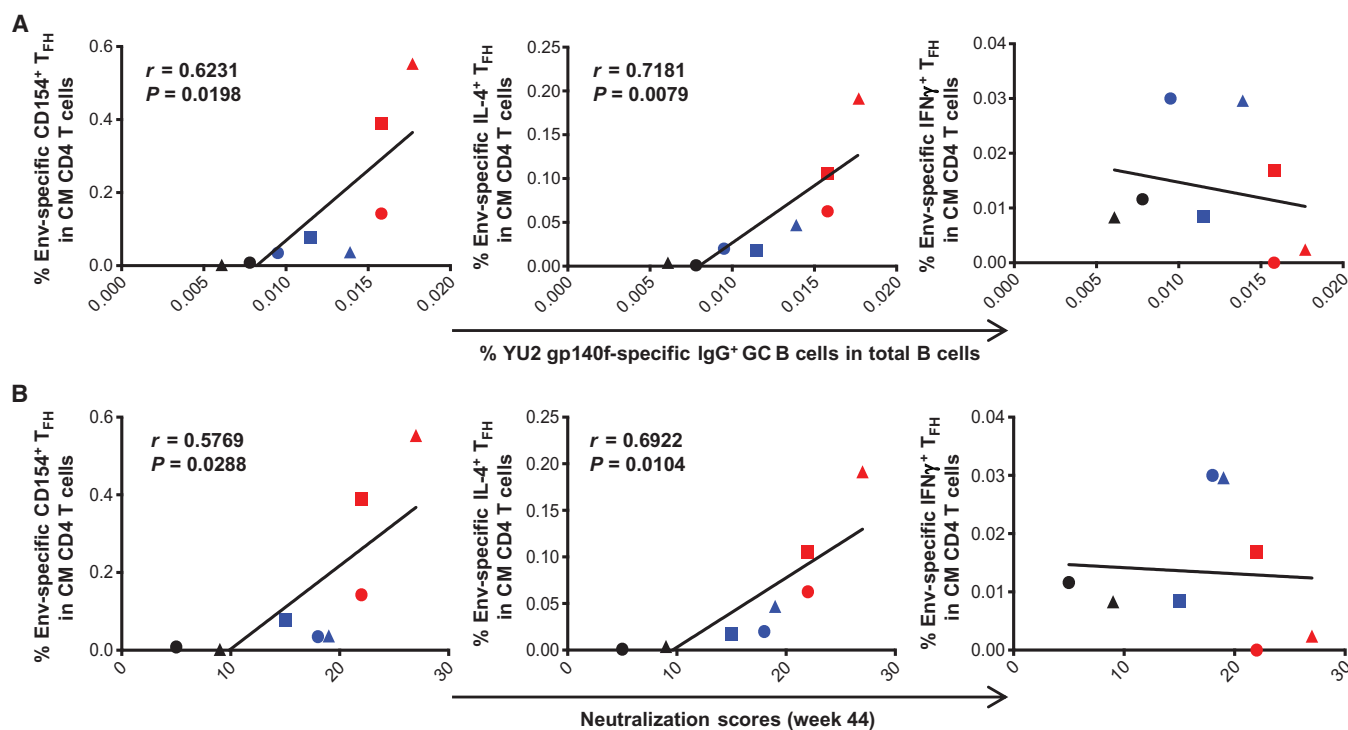 A
% Env-specific CD154+ TFH
in CM CD4 T cells
0.6
0.4
0.2
0.0
r = 0.6231
P = 0.0198
0.000
0.005
0.010
0.015
0.020
% Env-specific IL-4+ TFH
in CM CD4 T cells
0.25
0.20
0.15
0.10
0.05
0.00
r = 0.7181
P = 0.0079
0.000
0.005
0.010
0.015
0.020
% Env-specific IFNγ+ TFH
in CM CD4 T cells
0.04
0.03
0.02
0.01
0.00
0.000
0.005
0.010
0.015
0.020
% YU2 gp140f-specific IgG+ GC B cells in total B cells
B
% Env-specific CD154+ TFH
in CM CD4 T cells
0.6
0.4
0.2
0.0
r = 0.5769
P = 0.0288
0
10
20
30
% Env-specific IL-4+ TFH
in CM CD4 T cells
0.25
0.20
0.15
0.10
0.05
0.00
r = 0.6922
P = 0.0104
0
10
20
30
% Env-specific IFNγ+ TFH
in CM CD4 T cells
0.04
0.03
0.02
0.01
0.00
0
10
20
30
Neutralization scores (week 44)